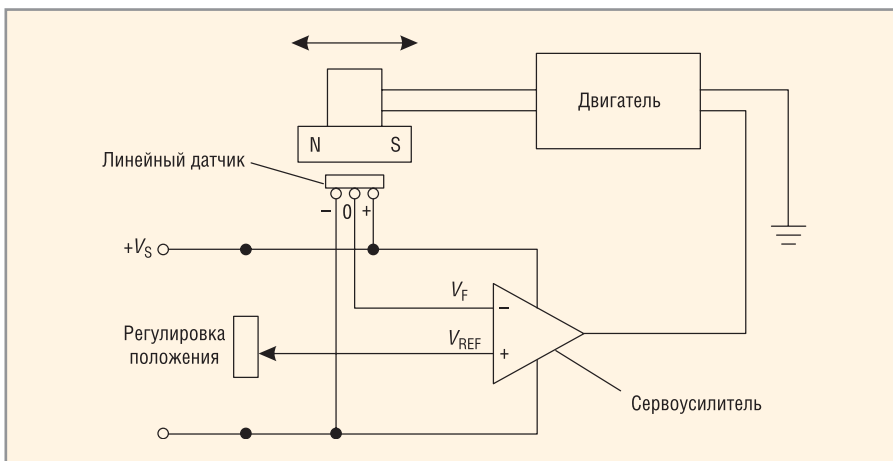 Двигатель
N S
Линейный датчик
– 0 +
+VS
VF
–
Регулировка
положения
VREF
+
Сервоусилитель